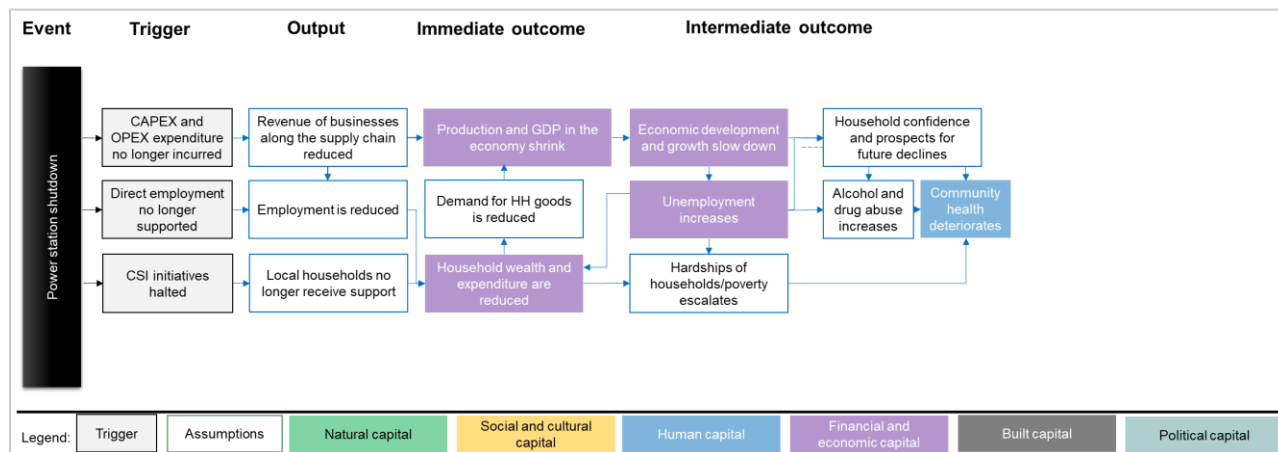 Event
Trigger
Output
Immediate outcome
Intermediate outcome
Power station shutdown
CAPEX and
OPEX expenditure
no longer incurred
Revenue of businesses
along the supply chain
reduced
Production and GDP in the
economy shrink
Economic development
and growth slow down
Household confidence
and prospects for
future declines
Direct employment
no longer
supported
Employment is reduced
Demand for HH goods
is reduced
Unemployment
increases
Alcohol and
drug abuse
increases
Community
health
deteriorates
CSI initiatives
halted
Local households no
longer receive support
Household wealth and
expenditure are
reduced
Hardships of
households/poverty
escalates
Legend:
Trigger
Assumptions
Natural capital
Social and cultural
capital
Human capital
Financial and
economic capital
Built capital
Political capital